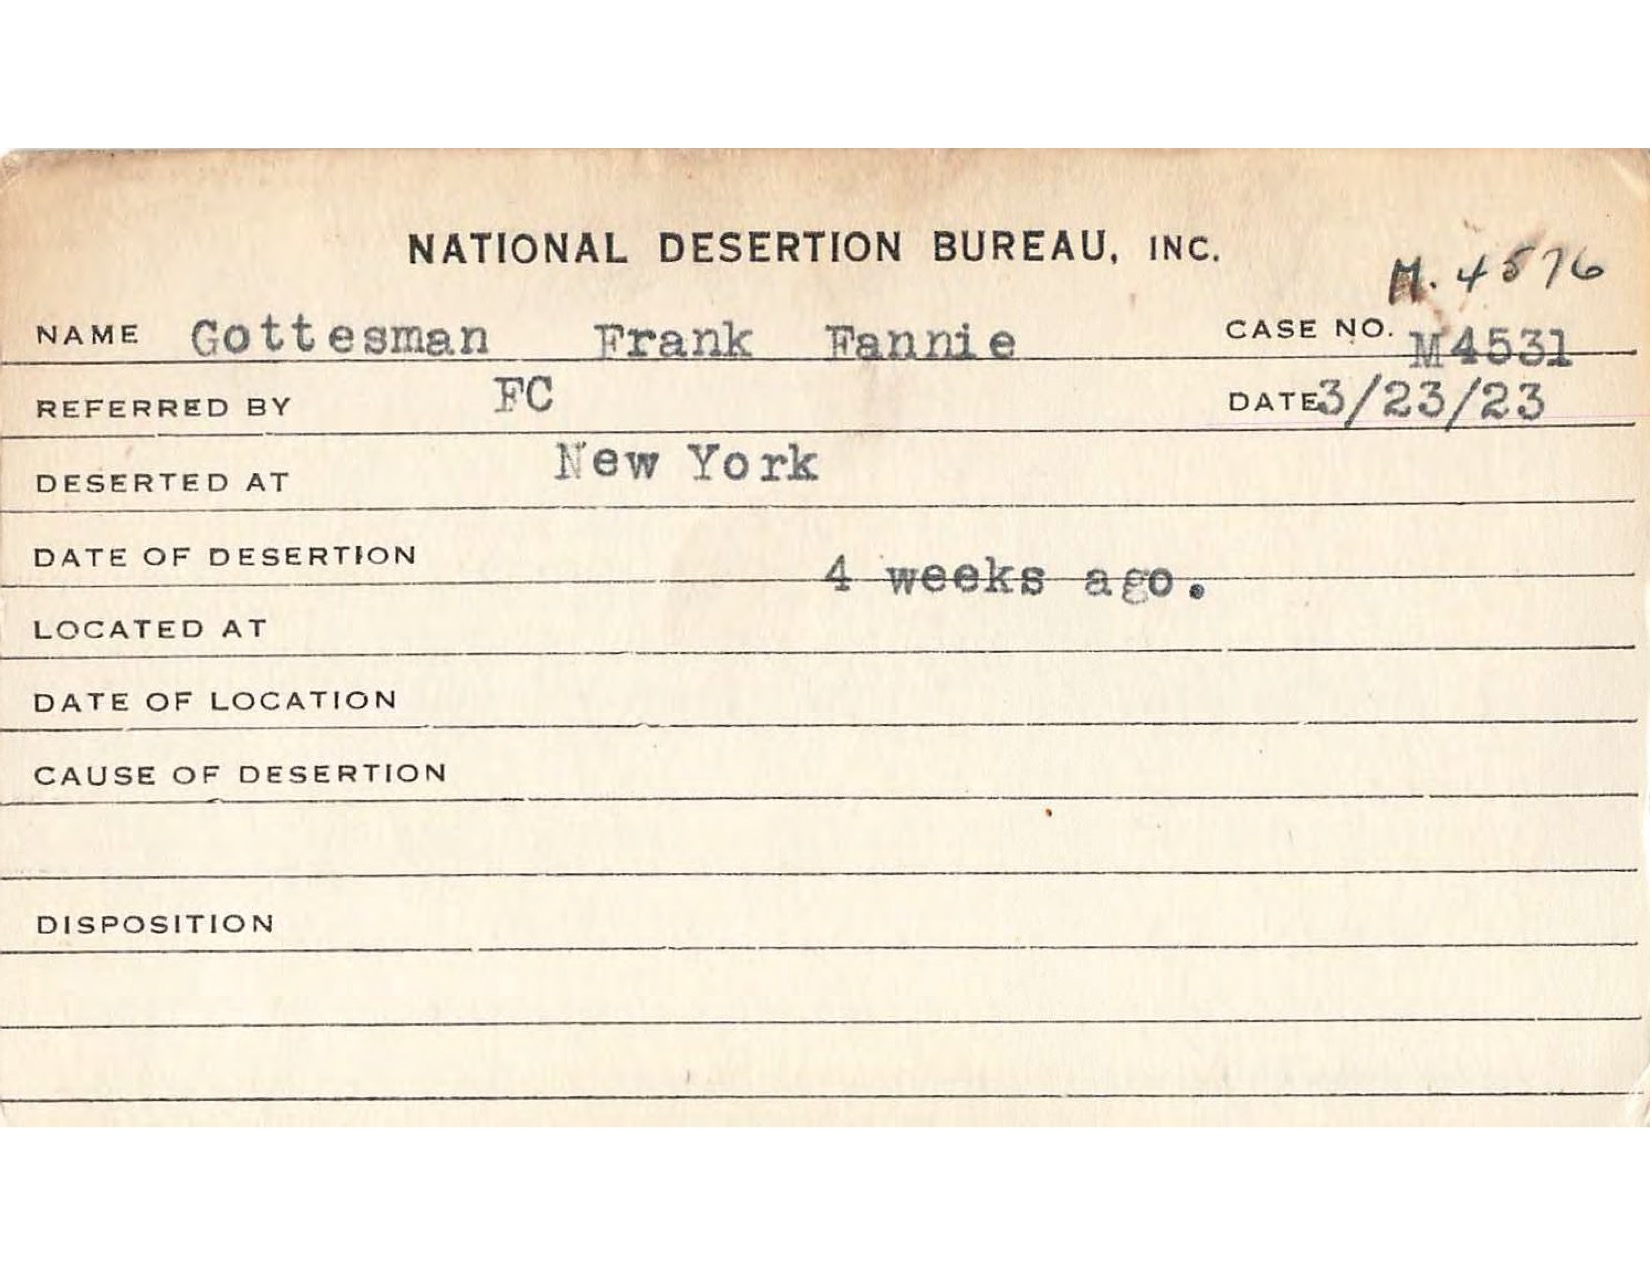 NATIONAL DESERTION BUREAU, INC.
M. 4576
NAME Gottesman Frank Fannie CASE NO. M4531
REFERRED BY FC DATE 3/23/23
DESERTED AT New York
DATE OF DESERTION 4 weeks ago.
LOCATED AT
DATE OF LOCATION
CAUSE OF DESERTION
DISPOSITION